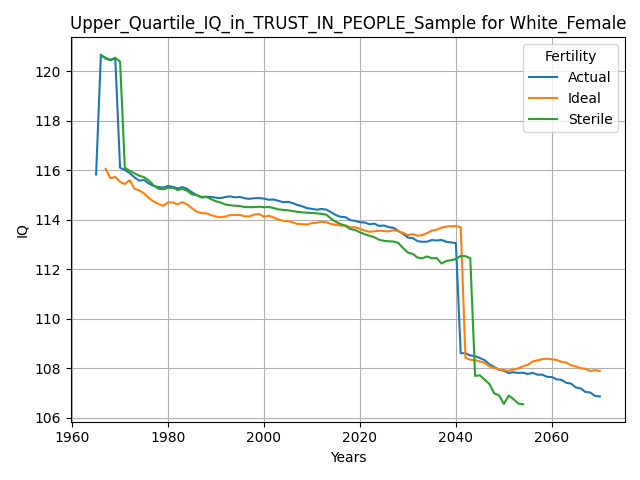 Upper_Quartile_IQ_in_TRUST_IN_PEOPLE_Sample for White_Female
Fertility
Actual
Ideal
Sterile
120
118
116
114
112
110
108
106
IQ
1960
1980
2000
2020
2040
2060
Years